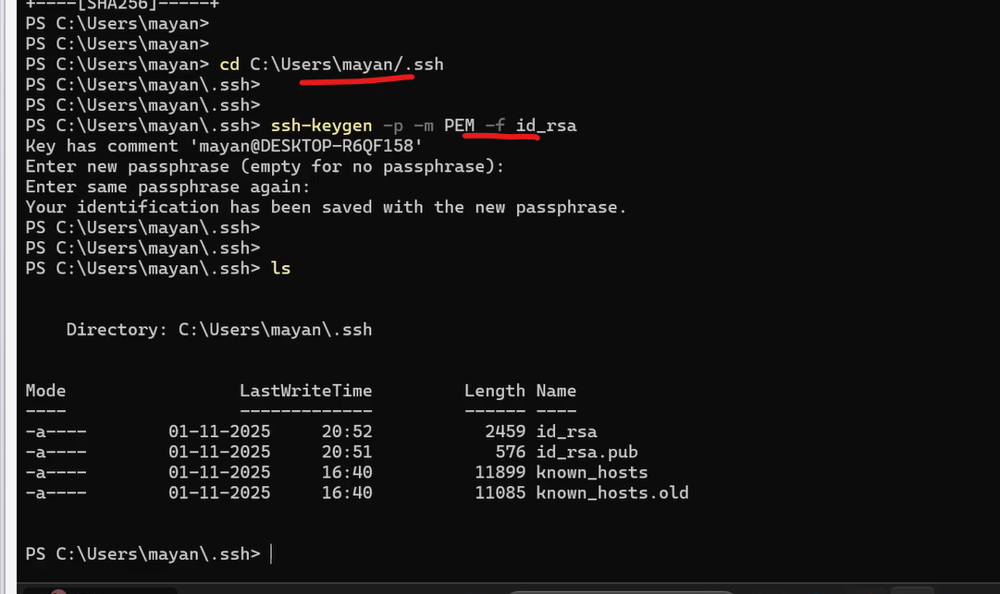 +----[SHA256]-----+
PS C:\Users\mayan>
PS C:\Users\mayan>
PS C:\Users\mayan> cd C:\Users\mayan/.ssh
PS C:\Users\mayan\.ssh>
PS C:\Users\mayan\.ssh>
PS C:\Users\mayan\.ssh> ssh-keygen -p -m PEM -f id_rsa
Key has comment 'mayan@DESKTOP-R6QF158'
Enter new passphrase (empty for no passphrase):
Enter same passphrase again:
Your identification has been saved with the new passphrase.
PS C:\Users\mayan\.ssh>
PS C:\Users\mayan\.ssh>
PS C:\Users\mayan\.ssh> ls
Directory: C:\Users\mayan\.ssh
Mode LastWriteTime Length Name
---- ------------- ------ ----
-a---- 01-11-2025 20:52 2459 id_rsa
-a---- 01-11-2025 20:51 576 id_rsa.pub
-a---- 01-11-2025 16:40 11899 known_hosts
-a---- 01-11-2025 16:40 11085 known_hosts.old
PS C:\Users\mayan\.ssh>